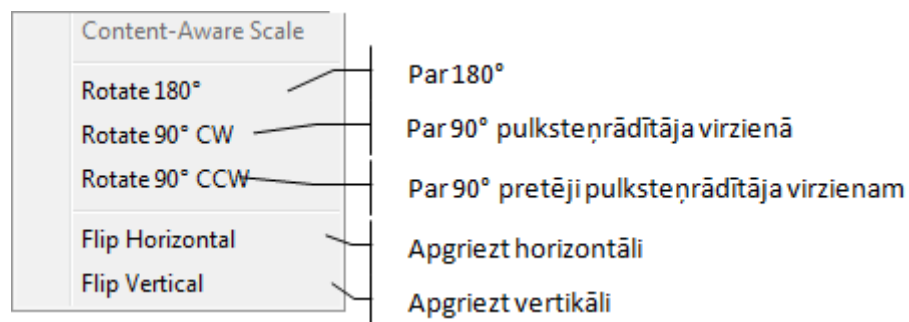 Content-Aware Scale
Rotate 180°
Par 180°
Rotate 90° CW
Par 90° pulksteņrādītāja virzienā
Rotate 90° CCW
Par 90° pretēji pulksteņrādītāja virzienam
Flip Horizontal
Apgriezt horizontāli
Flip Vertical
Apgriezt vertikāli